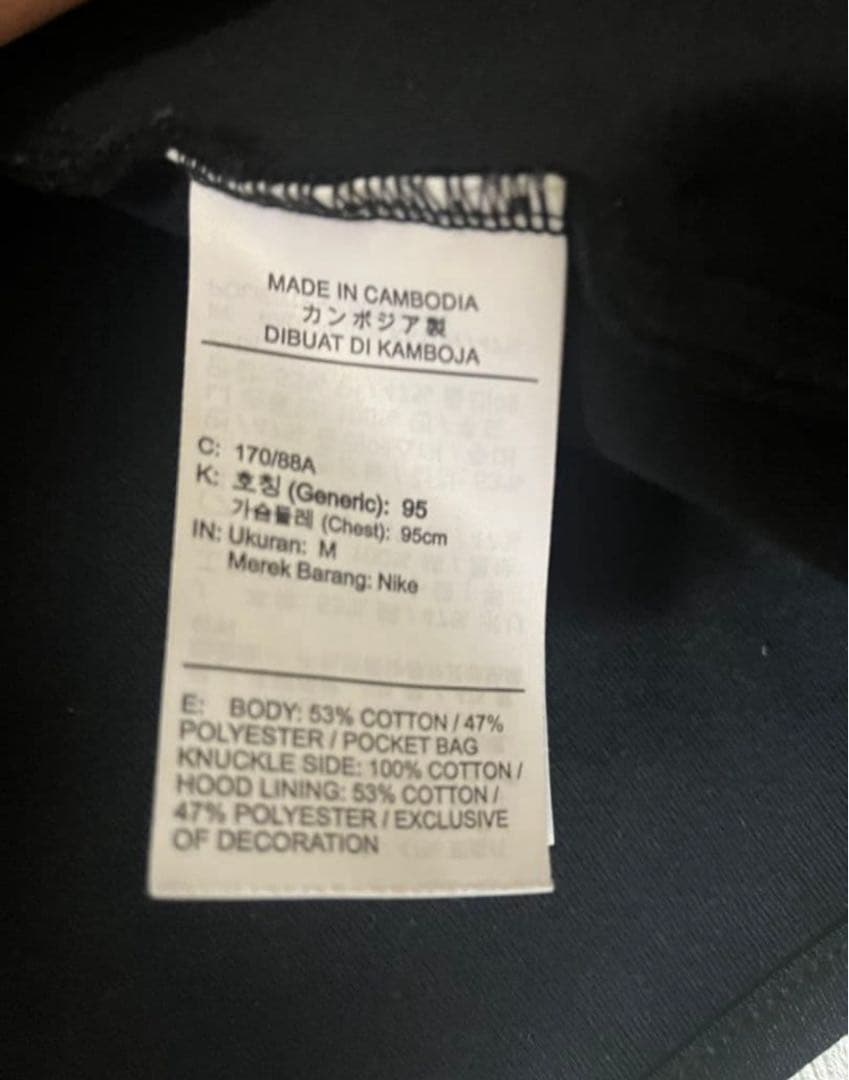 MADE IN CAMBODIA
カンボジア製
DIBUAT DI KAMBOJA
C: 170/88A
K: 호칭 (Generic): 95
가슴둘레 (Chest): 95cm
IN: Ukuran: M
Merek Barang: Nike
E: BODY: 53% COTTON / 47%
POLYESTER / POCKET BAG
KNUCKLE SIDE: 100% COTTON /
HOOD LINING: 53% COTTON /
47% POLYESTER / EXCLUSIVE
OF DECORATION